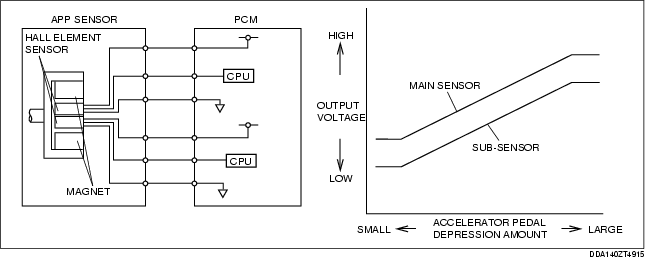 APP SENSOR
PCM
HALL ELEMENT
SENSOR
CPU
CPU
MAGNET
HIGH
OUTPUT
VOLTAGE
LOW
MAIN SENSOR
SUB-SENSOR
SMALL
ACCELERATOR PEDAL
DEPRESSION AMOUNT
LARGE
DDA140ZT4915